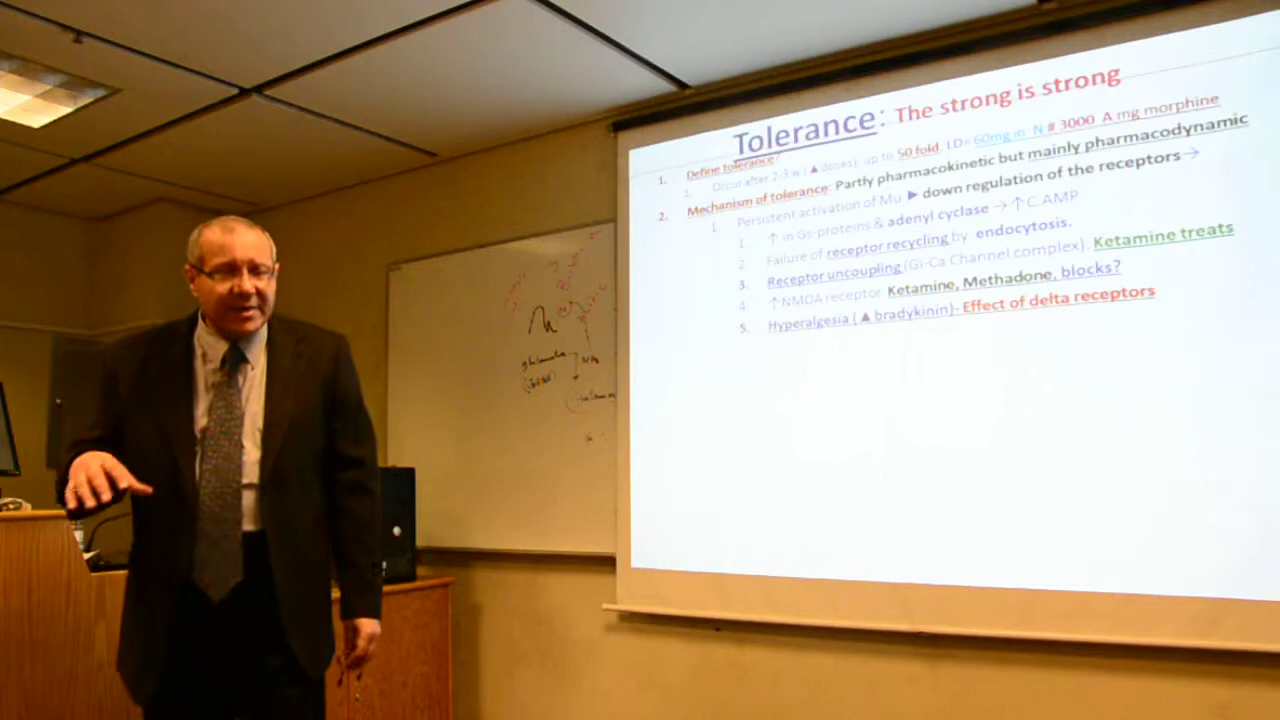 Tolerance: The strong is strong
1. Define tolerance?
1. Occur after 2-3 w (▲ doses), up to 50 fold. LD= 60mg in N # 3000 A mg morphine
2. Mechanism of tolerance: Partly pharmacokinetic but mainly pharmacodynamic
1. Persistent activation of Mu ► down regulation of the receptors→
1. ↑ in Gs-proteins & adenyl cyclase →↑ C AMP
2. Failure of receptor recycling by endocytosis.
3. Receptor uncoupling (Gi-Ca Channel complex). Ketamine treats
4. ↑NMDA receptor. Ketamine, Methadone, blocks?
5. Hyperalgesia (▲ bradykinin)- Effect of delta receptors